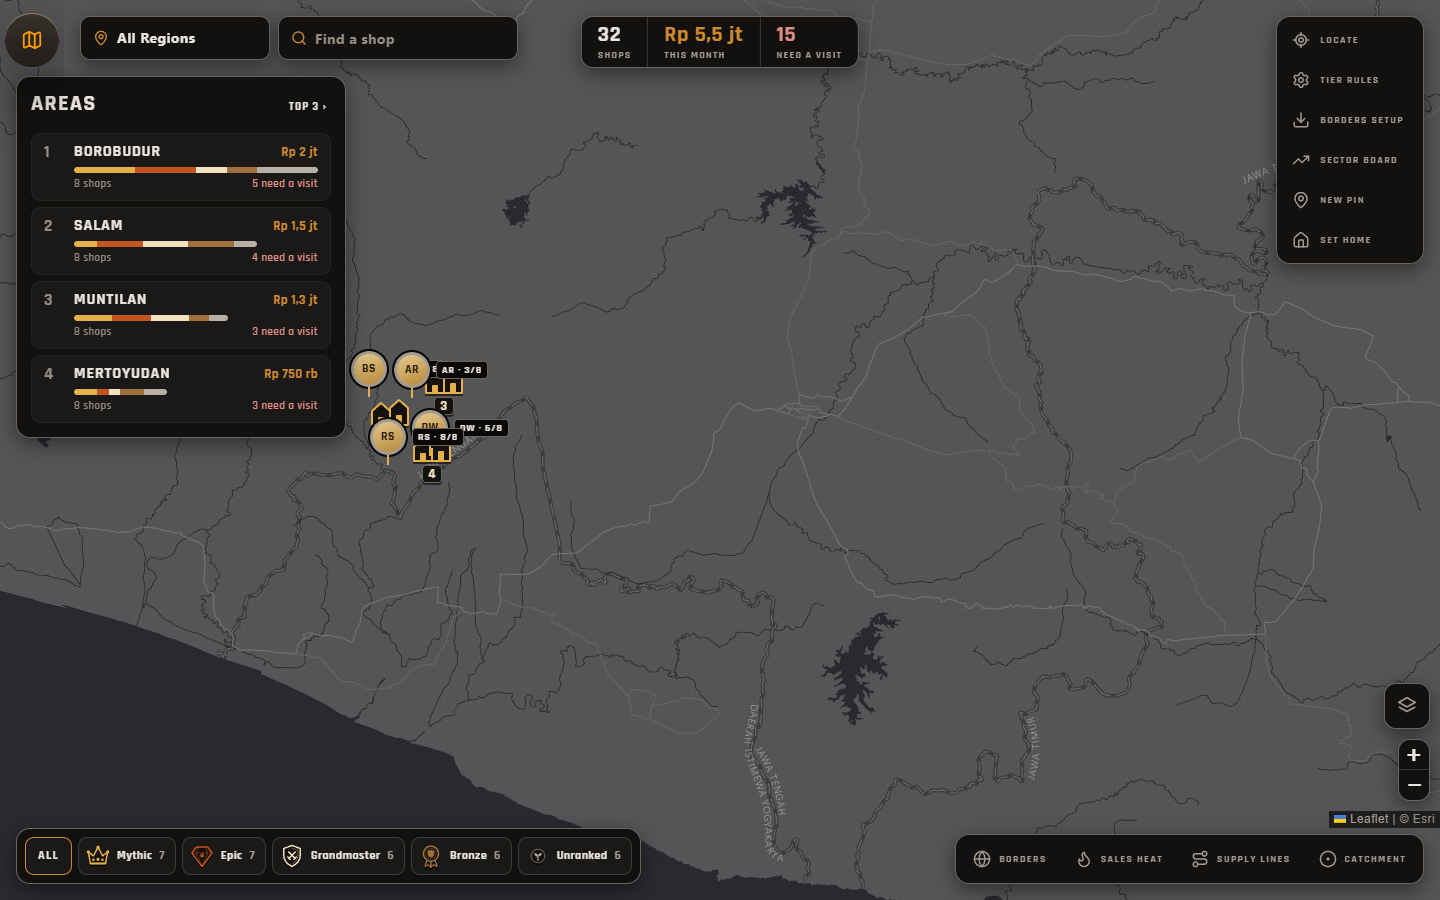 All Regions
Find a shop
32
SHOPS
Rp 5,5 jt
THIS MONTH
15
NEED A VISIT
LOCATE
TIER RULES
BORDERS SETUP
SECTOR BOARD
NEW PIN
SET HOME
AREAS
TOP 3 ›
1
BOROBUDUR
Rp 2 jt
8 shops
5 need a visit
2
SALAM
Rp 1,5 jt
8 shops
4 need a visit
3
MUNTILAN
Rp 1,3 jt
8 shops
3 need a visit
4
MERTOYUDAN
Rp 750 rb
8 shops
3 need a visit
BS
AR
AR · 3/8
3
DW
DW · 6/8
RS
RS · 8/8
4
JAWA
DAERAH ISTIMEWA YOGYAKARTA
JAWA TENGAH
JAWA TIMUR
+
−
Leaflet | © Esri
ALL
Mythic 7
Epic 7
Grandmaster 6
Bronze 6
Unranked 6
BORDERS
SALES HEAT
SUPPLY LINES
CATCHMENT